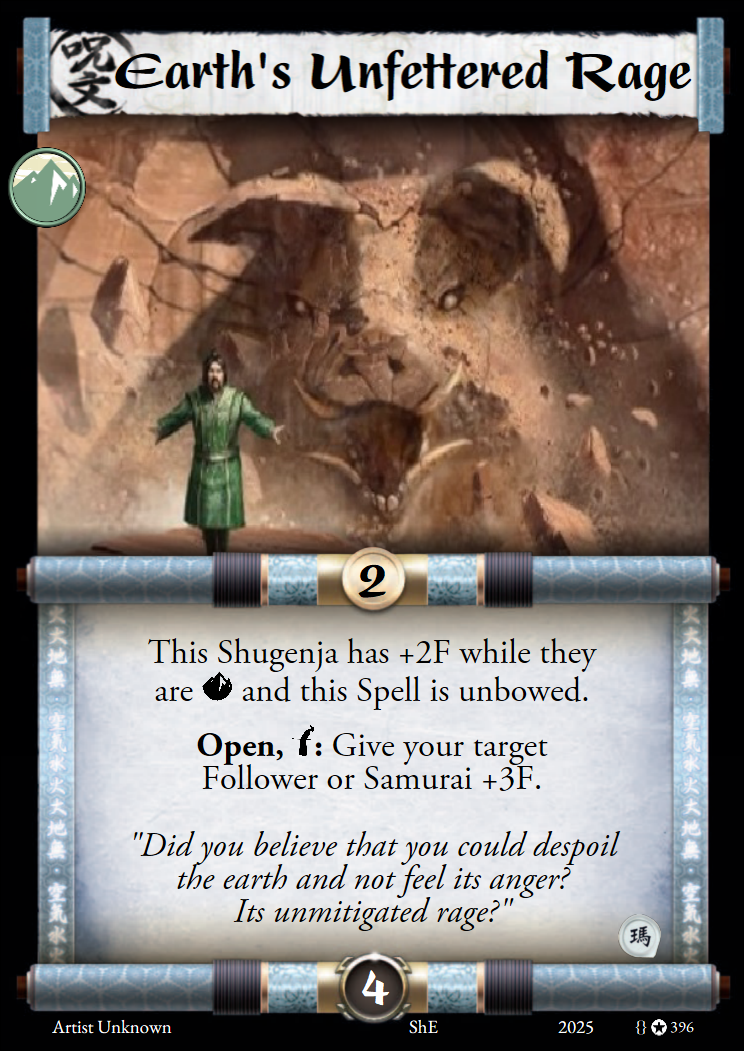 呪文
Earth's Unfettered Rage
2
This Shugenja has +2F while they
are and this Spell is unbowed.
Open, : Give your target
Follower or Samurai +3F.
"Did you believe that you could despoil
the earth and not feel its anger?
Its unmitigated rage?"
瑪
4
Artist Unknown ShE 2025 {} 396